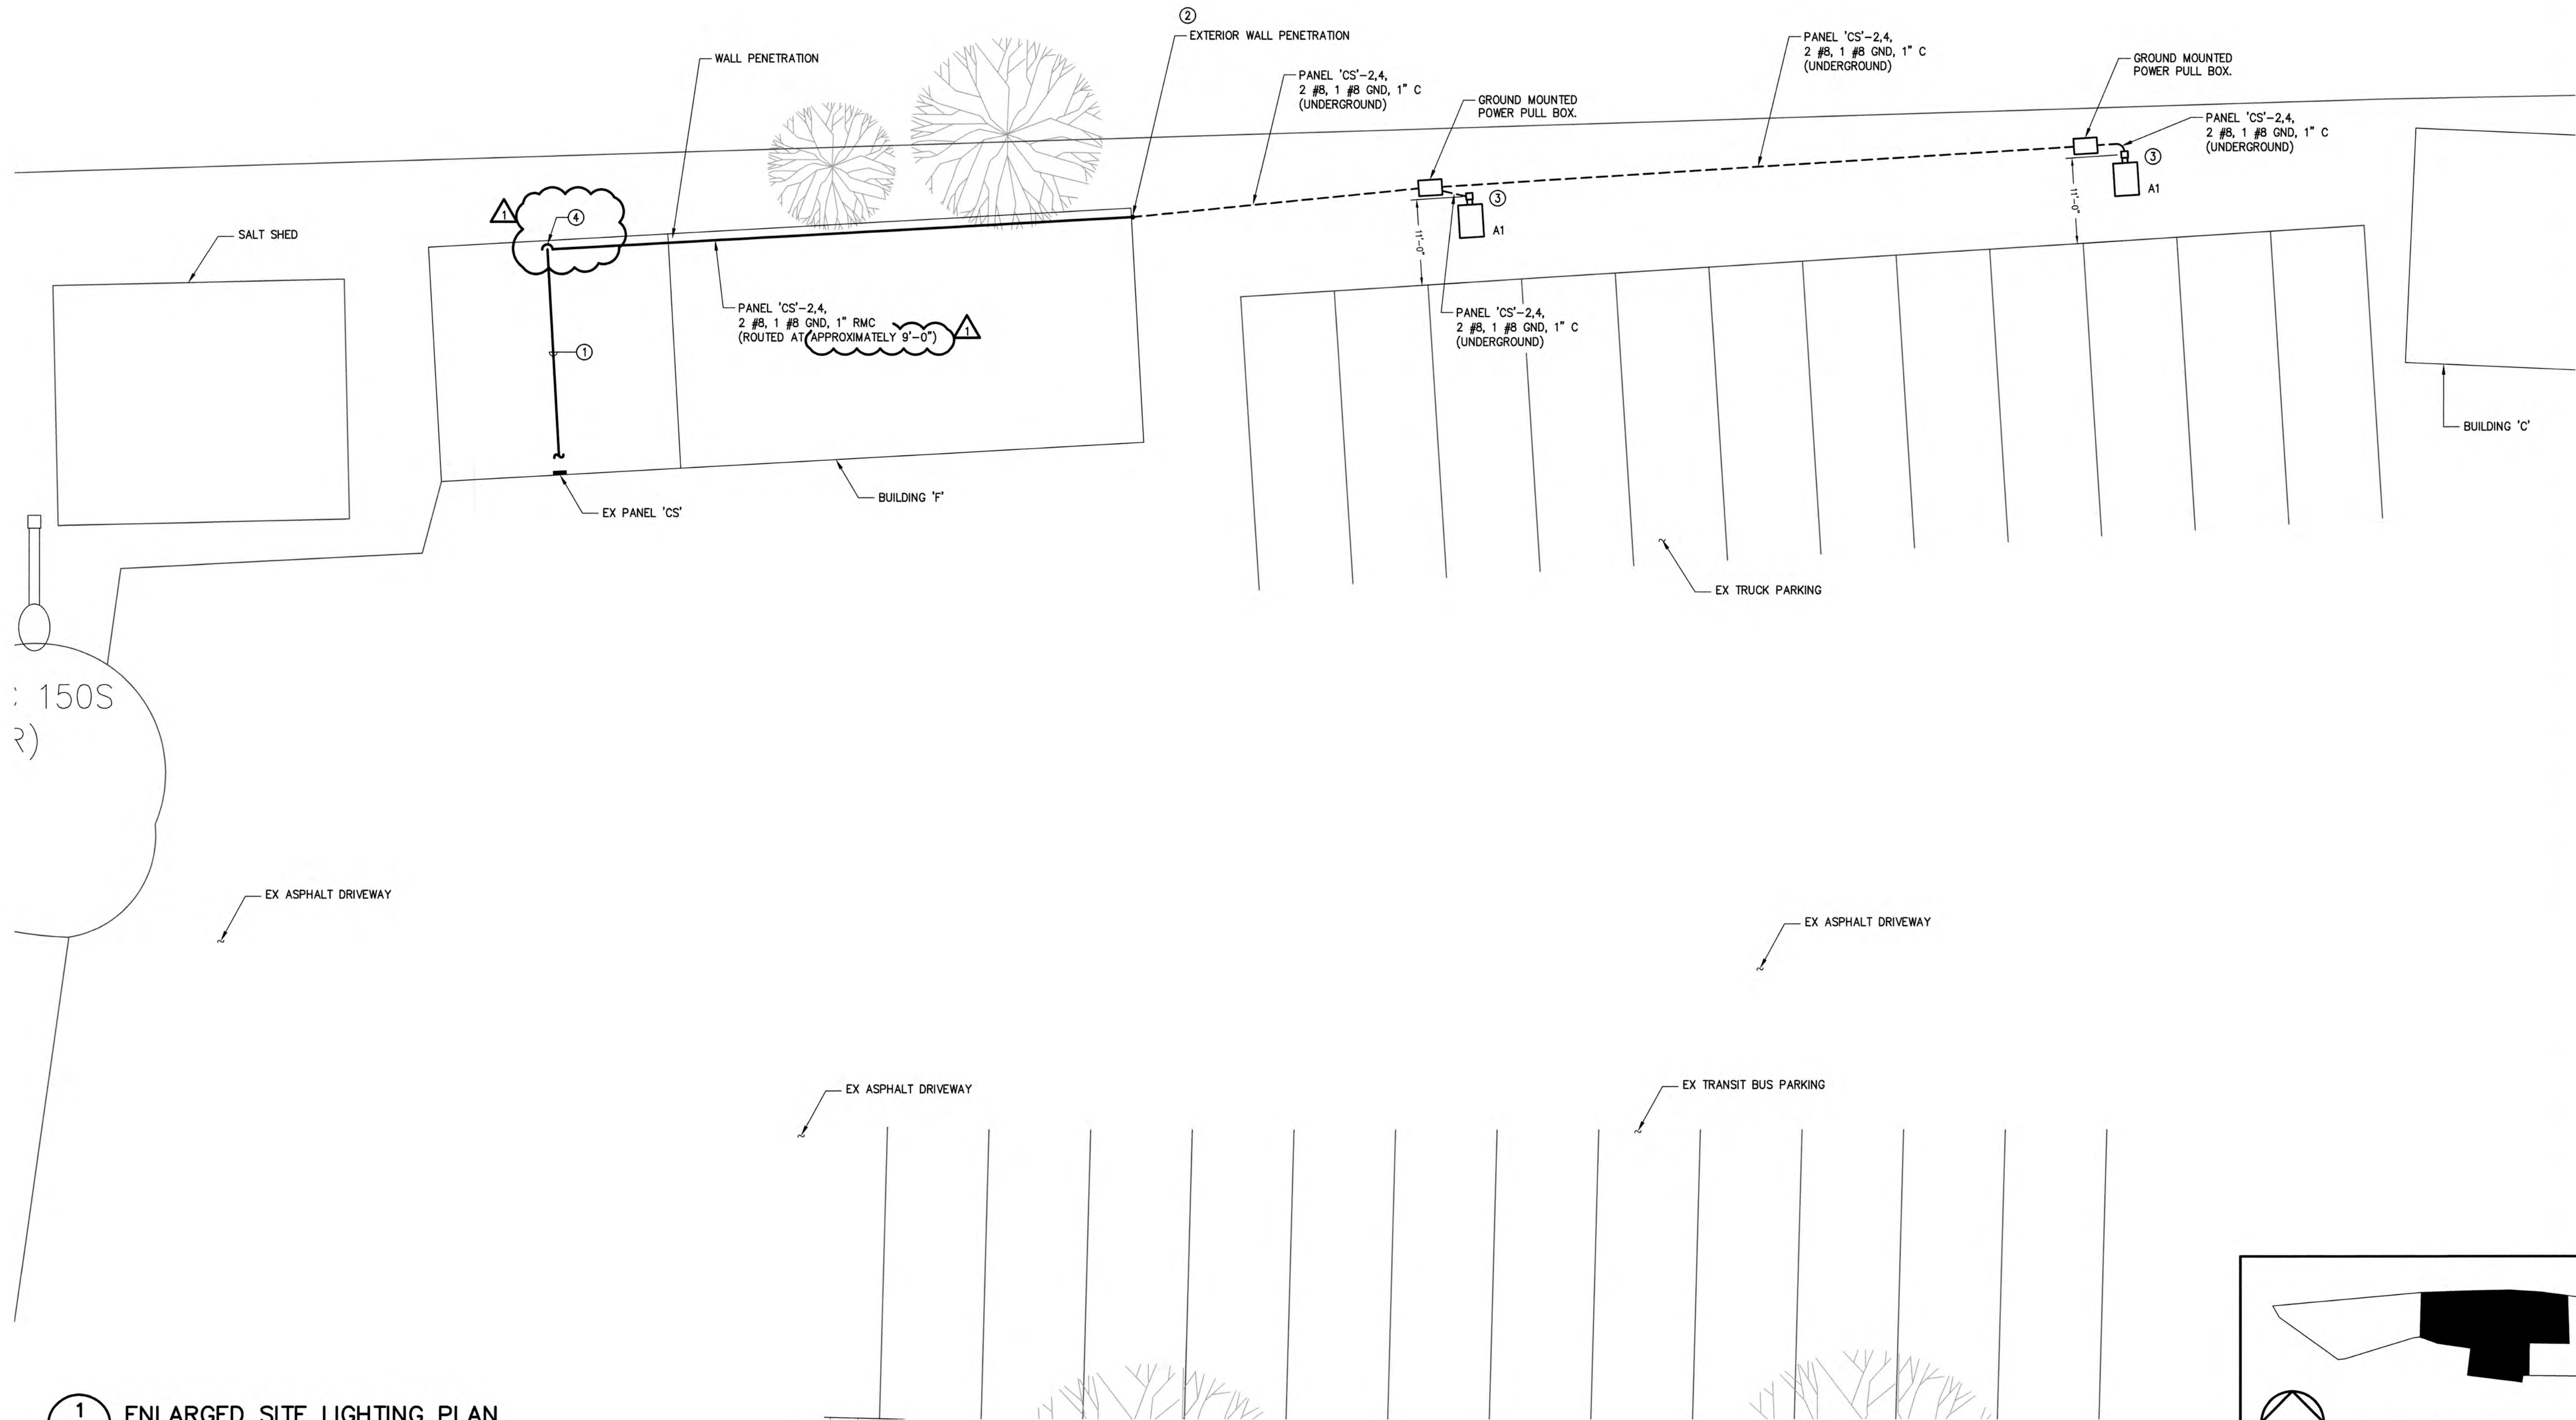 ②
EXTERIOR WALL PENETRATION
WALL PENETRATION
PANEL 'CS'-2,4,
2 #8, 1 #8 GND, 1" C
(UNDERGROUND)
GROUND MOUNTED
POWER PULL BOX.
PANEL 'CS'-2,4,
2 #8, 1 #8 GND, 1" C
(UNDERGROUND)
GROUND MOUNTED
POWER PULL BOX.
PANEL 'CS'-2,4,
2 #8, 1 #8 GND, 1" C
(UNDERGROUND)
③
A1
11'-0"
③
A1
11'-0"
1
④
SALT SHED
PANEL 'CS'-2,4,
2 #8, 1 #8 GND, 1" RMC
(ROUTED AT APPROXIMATELY 9'-0")
1
PANEL 'CS'-2,4,
2 #8, 1 #8 GND, 1" C
(UNDERGROUND)
①
BUILDING 'C'
BUILDING 'F'
EX PANEL 'CS'
EX TRUCK PARKING
150S
R)
EX ASPHALT DRIVEWAY
EX ASPHALT DRIVEWAY
EX ASPHALT DRIVEWAY
EX TRANSIT BUS PARKING
1
ENLARGED SITE LIGHTING PLAN